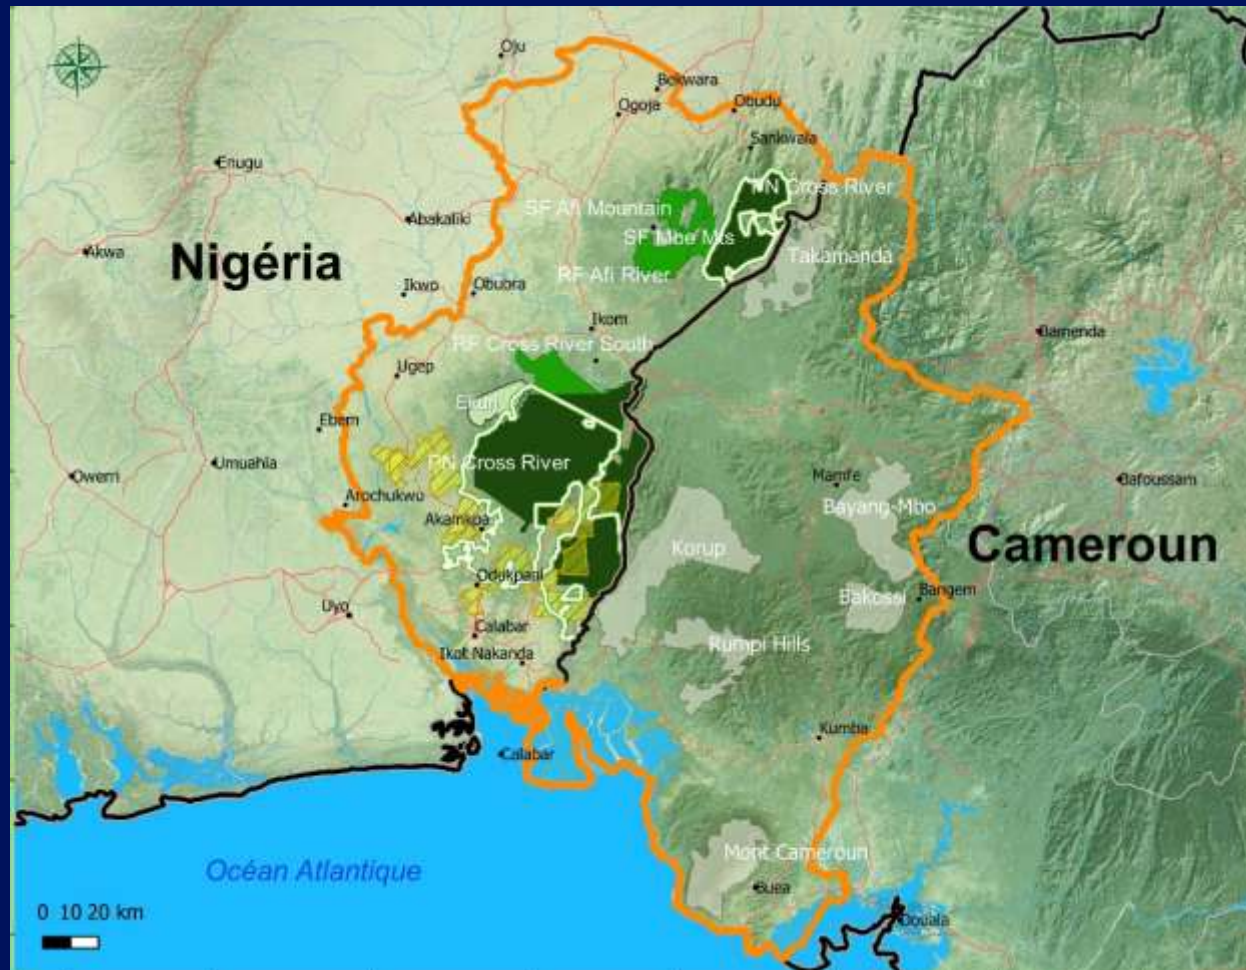 Oju
Bekwara
Ogoja
Obudu
Sankwala
Enugu
PN Cross River
Abakaliki
SF Afi Mountain
SF Mbe Mts
Akwa
Nigéria
Takamanda
RF Afi River
Ikwo
Obubra
Ikom
Bamenda
RF Cross River South
Ugep
Ekuri
Ebem
Umuahia
PN Cross River
Owerri
Mamfe
Bafoussam
Arochukwu
Bayang-Mbo
Akamkpa
Korup
Cameroun
Odukpani
Bakossi
Bangem
Uyo
Calabar
Rumpi Hills
Ikot Nakanda
Kumba
Calabar
Mont Cameroun
Océan Atlantique
Buea
0 10 20 km
Douala